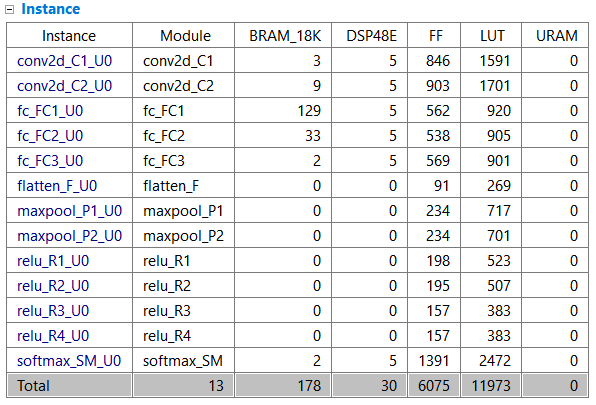 Instance
Instance Module BRAM_18K DSP48E FF LUT URAM
conv2d_C1_U0 conv2d_C1 3 5 846 1591 0
conv2d_C2_U0 conv2d_C2 9 5 903 1701 0
fc_FC1_U0 fc_FC1 129 5 562 920 0
fc_FC2_U0 fc_FC2 33 5 538 905 0
fc_FC3_U0 fc_FC3 2 5 569 901 0
flatten_F_U0 flatten_F 0 0 91 269 0
maxpool_P1_U0 maxpool_P1 0 0 234 717 0
maxpool_P2_U0 maxpool_P2 0 0 234 701 0
relu_R1_U0 relu_R1 0 0 198 523 0
relu_R2_U0 relu_R2 0 0 195 507 0
relu_R3_U0 relu_R3 0 0 157 383 0
relu_R4_U0 relu_R4 0 0 157 383 0
softmax_SM_U0 softmax_SM 2 5 1391 2472 0
Total 13 178 30 6075 11973 0